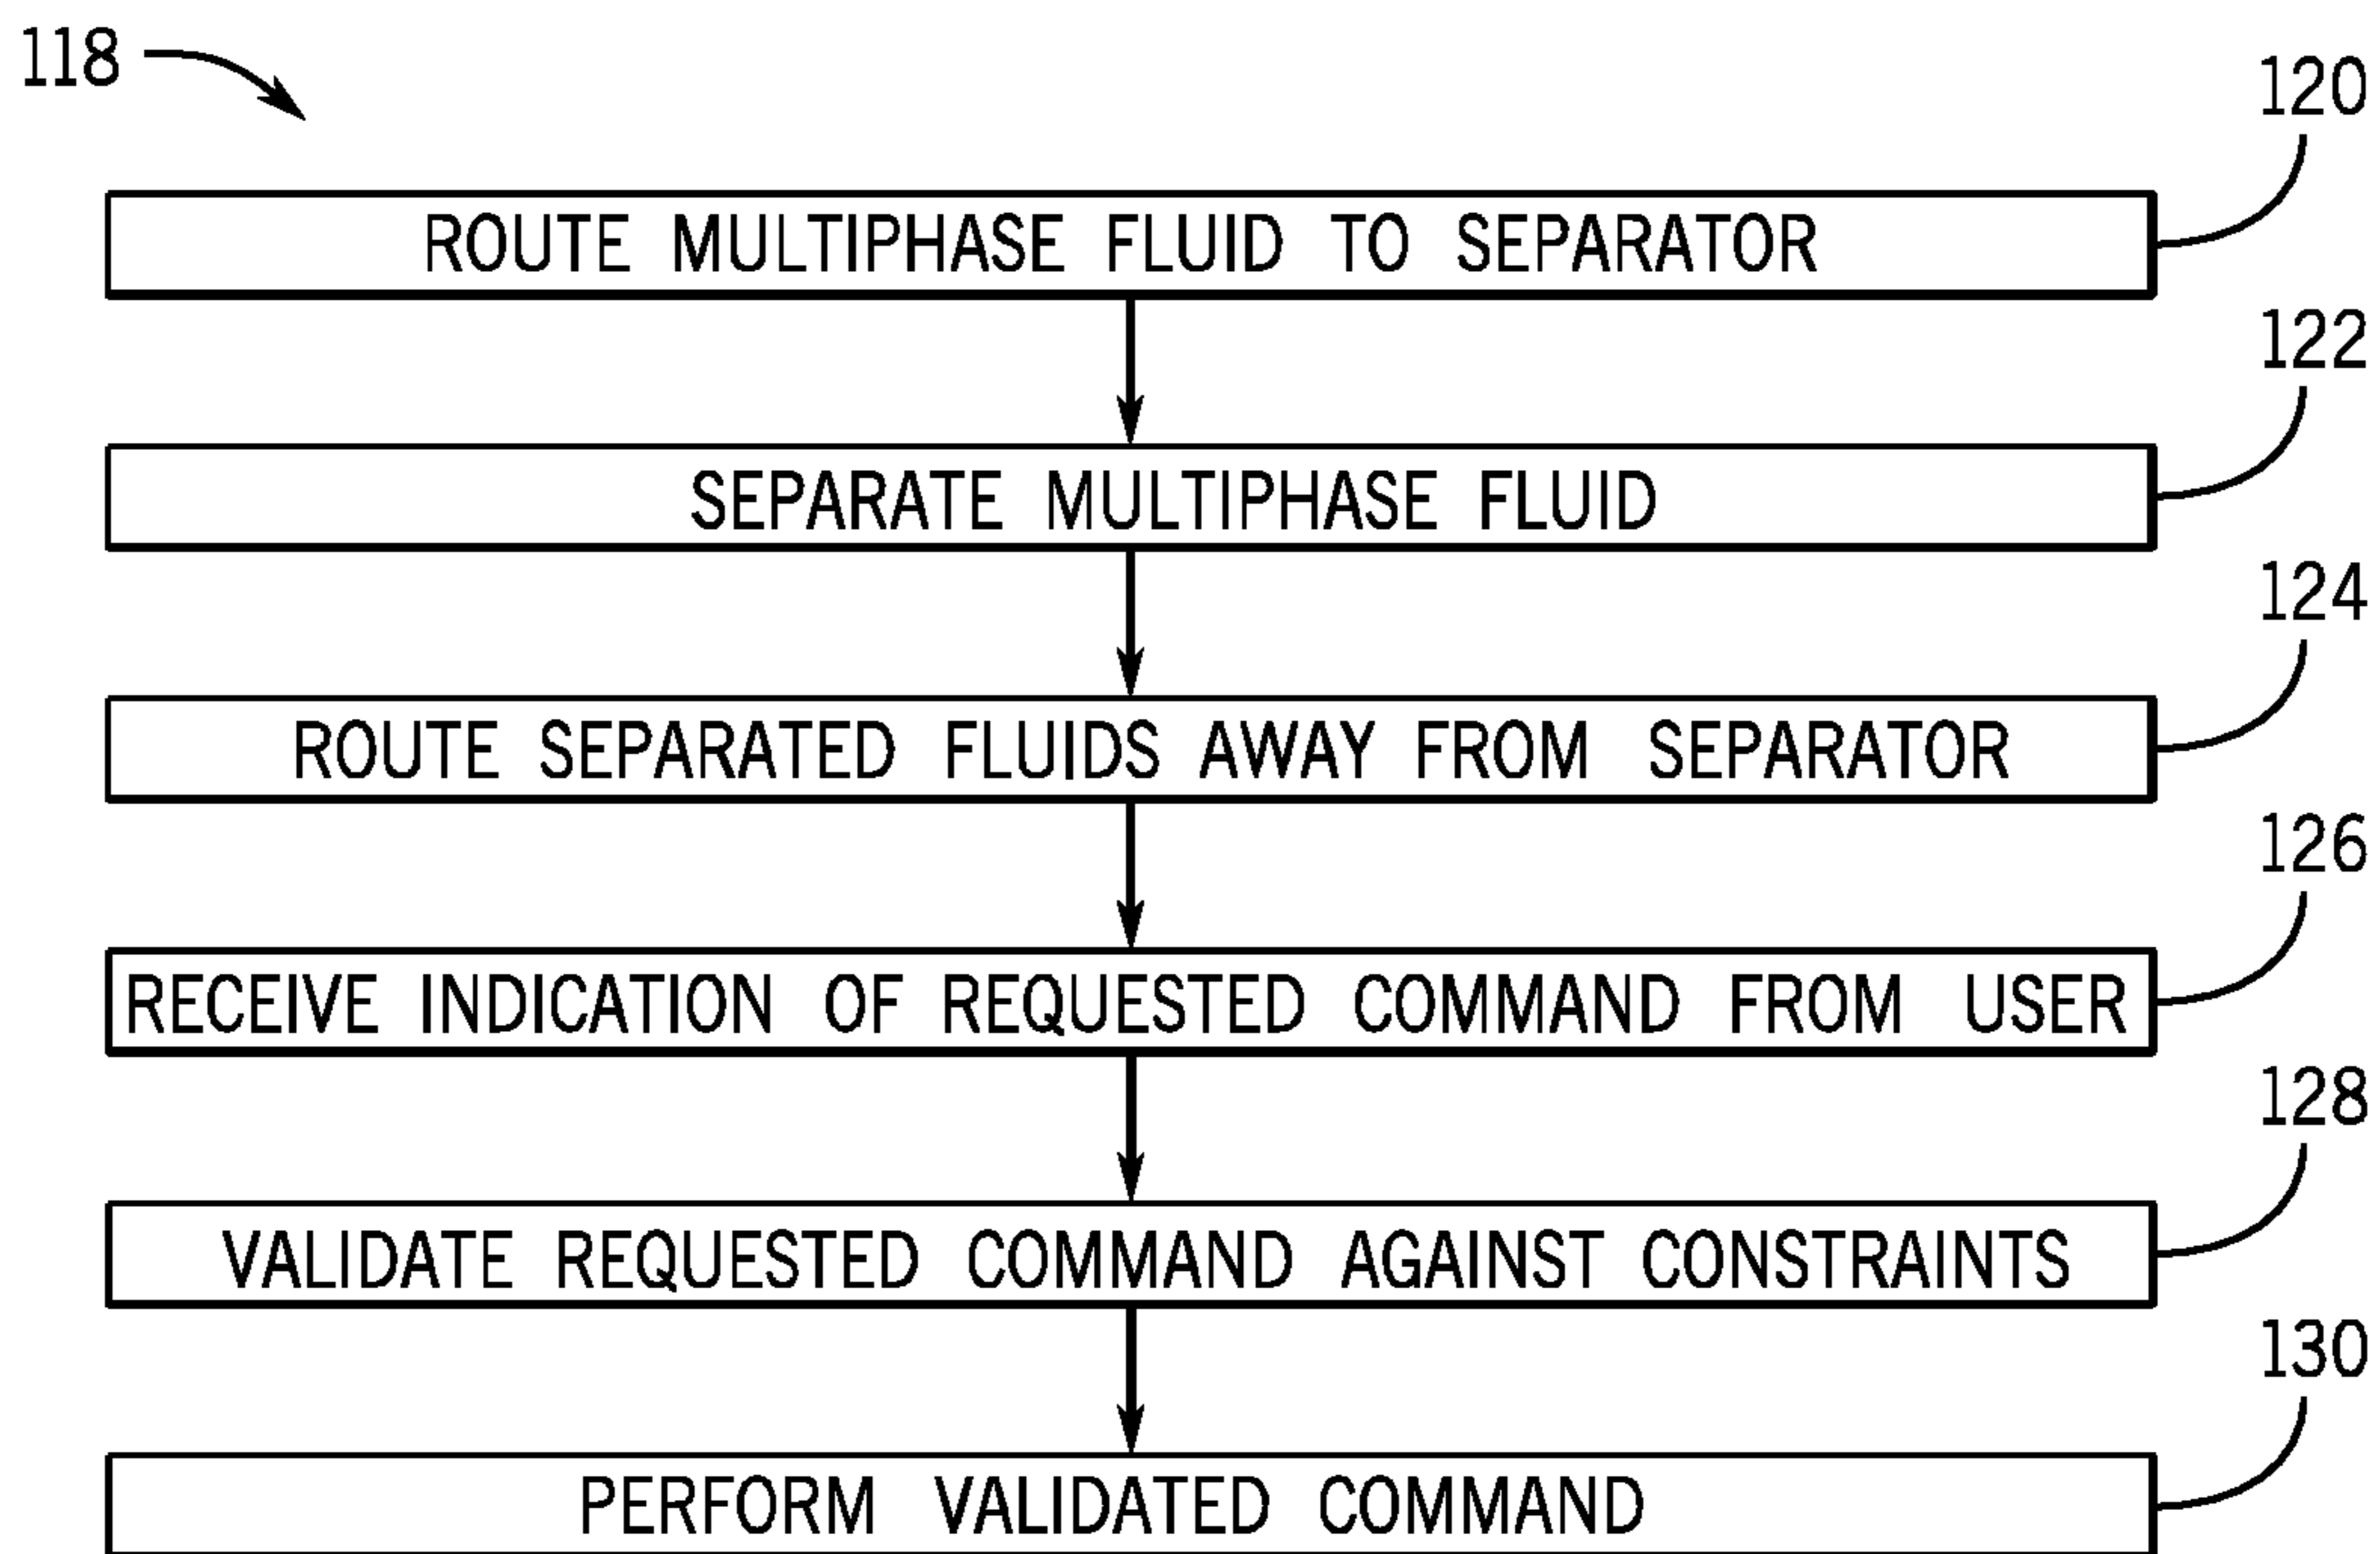 118
120
ROUTE MULTIPHASE FLUID TO SEPARATOR
122
SEPARATE MULTIPHASE FLUID
124
ROUTE SEPARATED FLUIDS AWAY FROM SEPARATOR
126
RECEIVE INDICATION OF REQUESTED COMMAND FROM USER
128
VALIDATE REQUESTED COMMAND AGAINST CONSTRAINTS
130
PERFORM VALIDATED COMMAND